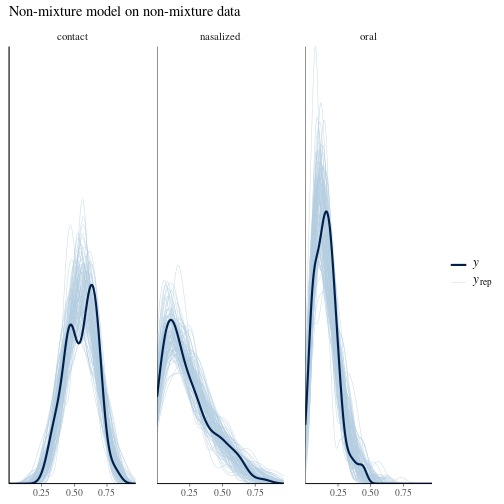 Non-mixture model on non-mixture data
contact
nasalized
oral
y
y rep
0.25 0.50 0.75
0.25 0.50 0.75
0.25 0.50 0.75